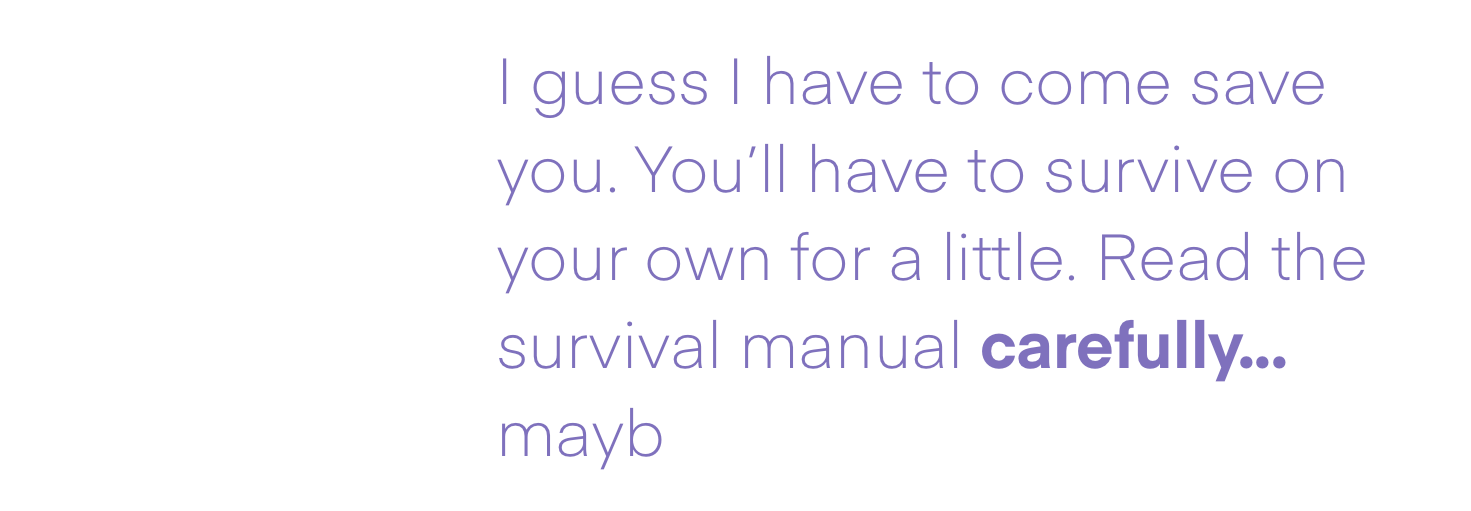 I guess I have to come save
you. You’ll have to survive on
your own for a little. Read the
survival manual carefully...
mayb